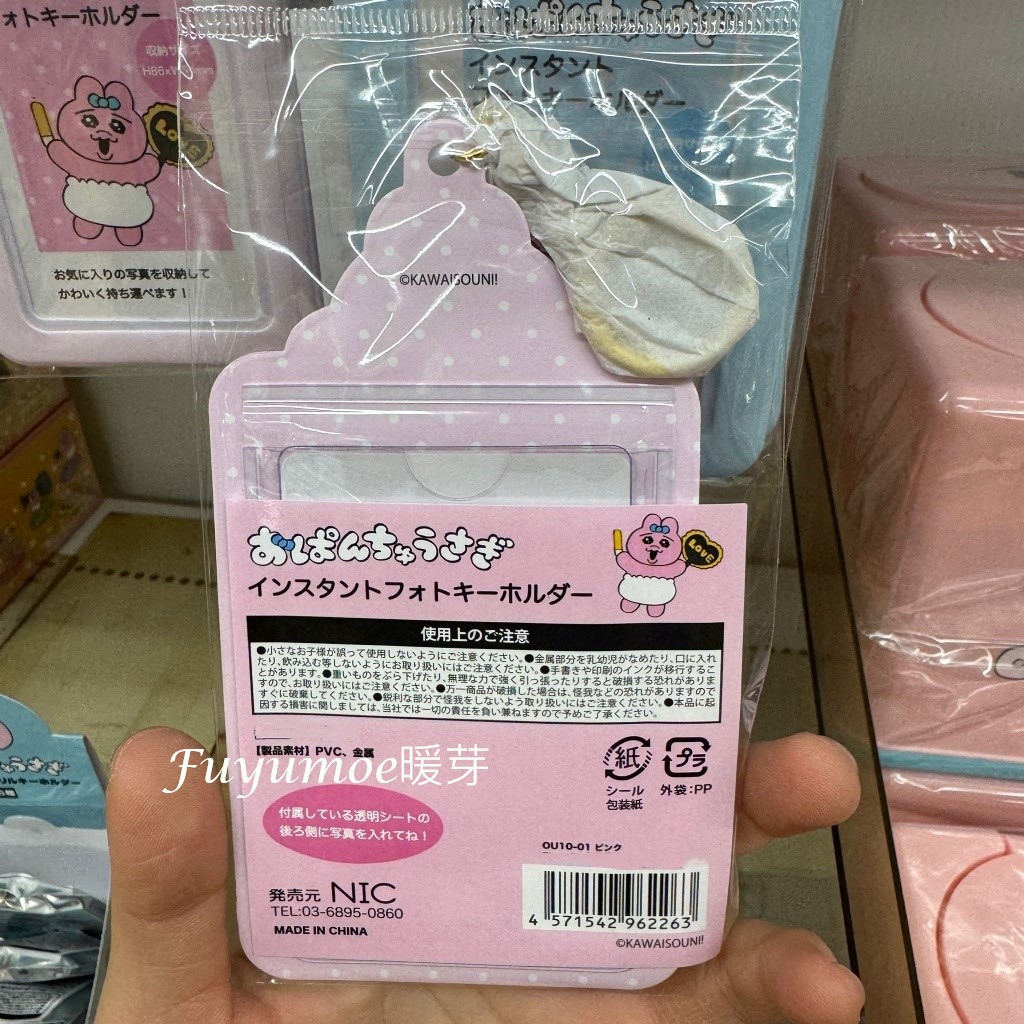 ォトキーホルダー
収納サイズ
LOVE
お気に入りの写真を収納して
かわいく持ち運べます！
インスタント
フォトキーホルダー
©KAWAISOUNI!
おぱんちゅうさぎ
LOVE
インスタントフォトキーホルダー
使用上のご注意
●小さなお子様が誤って使用しないようにご注意ください。●金属部分を乳幼児がなめたり、口に入れ
たり、飲み込む等しないようにお取り扱いにはご注意ください。●手書きや印刷のインクが移行するこ
とがあります。●重いものをぶら下げたり、無理な力で強く引っ張ったりすると破損する恐れがありま
すので、お取り扱いにはご注意ください。●万一商品が破損した場合は、怪我などの恐れがありますので
すぐに破棄してください。●鋭利な部分で怪我をしないよう取り扱いにはご注意ください。●本品に起
因する損害に関しましては、当社では一切の責任を負い兼ねますので予めご了承ください。
【製品素材】PVC、金属
Fuyumoe暖芽
紙 プラ
シール 外袋:PP
包装紙
付属している透明シートの
後ろ側に写真を入れてね！
OU10-01 ピンク
発売元 NIC
TEL:03-6895-0860
MADE IN CHINA
4 571542 962263
©KAWAISOUNI!